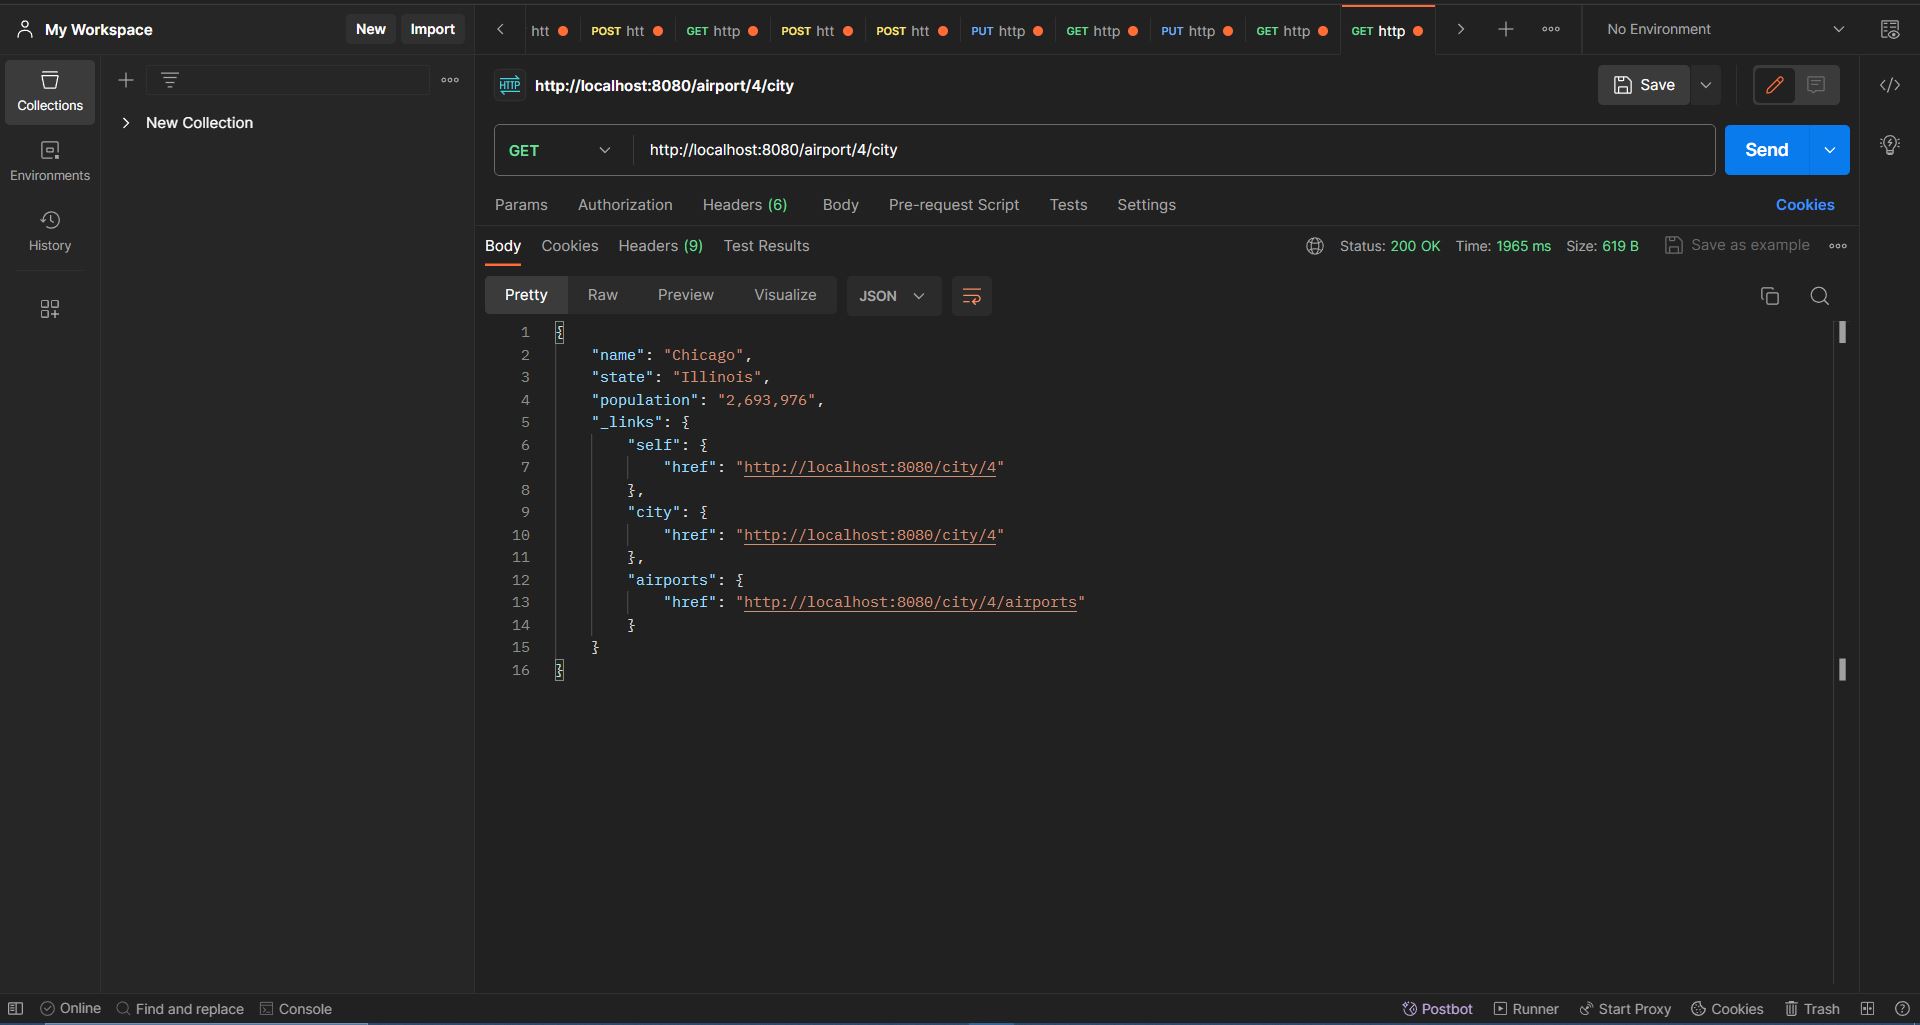 My Workspace
New
Import
htt
POST htt
GET http
POST htt
POST htt
PUT http
GET http
PUT http
GET http
GET http
No Environment
Collections
Environments
History
New Collection
HTTP
http://localhost:8080/airport/4/city
Save
GET
http://localhost:8080/airport/4/city
Send
Params
Authorization
Headers (6)
Body
Pre-request Script
Tests
Settings
Cookies
Body
Cookies
Headers (9)
Test Results
Status: 200 OK
Time: 1965 ms
Size: 619 B
Save as example
Pretty
Raw
Preview
Visualize
JSON
1 {
2 "name": "Chicago",
3 "state": "Illinois",
4 "population": "2,693,976",
5 "_links": {
6 "self": {
7 "href": "http://localhost:8080/city/4"
8 },
9 "city": {
10 "href": "http://localhost:8080/city/4"
11 },
12 "airports": {
13 "href": "http://localhost:8080/city/4/airports"
14 }
15 }
16 }
Online
Find and replace
Console
Postbot
Runner
Start Proxy
Cookies
Trash